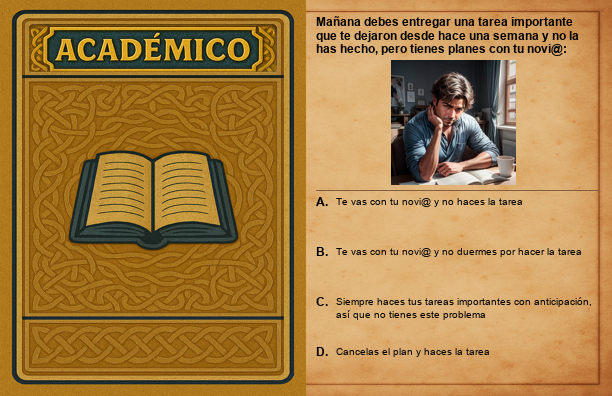 ACADÉMICO
Mañana debes entregar una tarea importante
que te dejaron desde hace una semana y no la
has hecho, pero tienes planes con tu novi@:
A. Te vas con tu novi@ y no haces la tarea
B. Te vas con tu novi@ y no duermes por hacer la tarea
C. Siempre haces tus tareas importantes con anticipación,
así que no tienes este problema
D. Cancelas el plan y haces la tarea